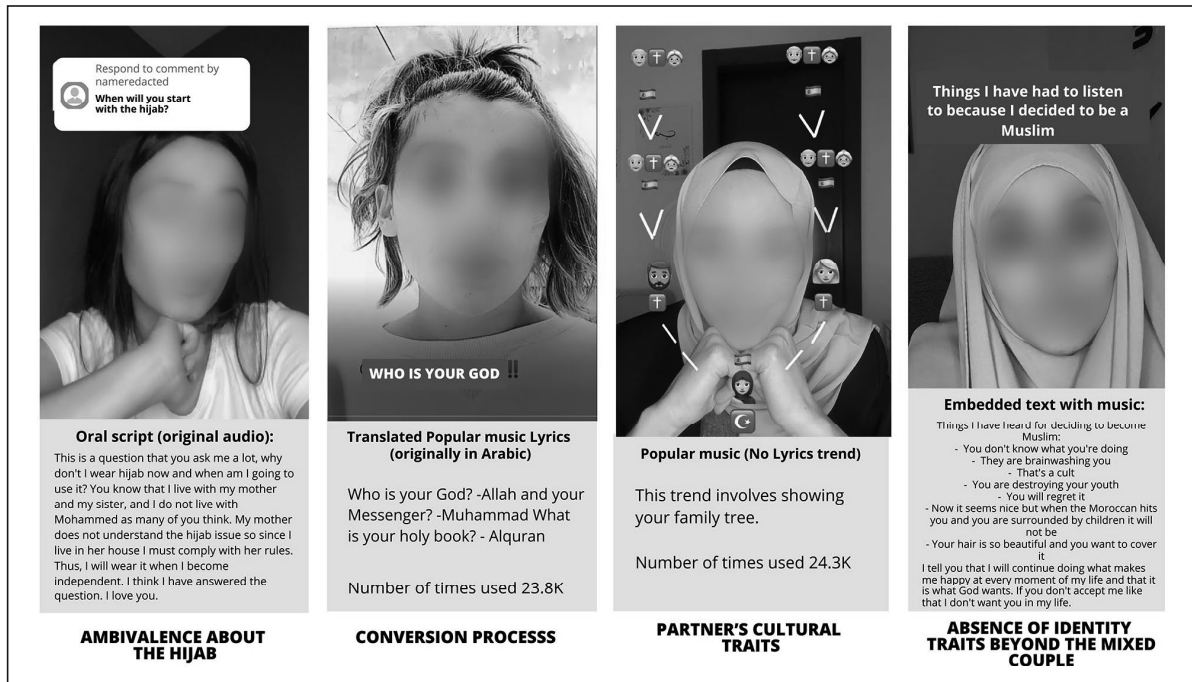 Respond to comment by
nameredacted
When will you start
with the hijab?
Oral script (original audio):
This is a question that you ask me a lot, why
don't I wear hijab now and when am I going to
use it? You know that I live with my mother
and my sister, and I do not live with
Mohammed as many of you think. My mother
does not understand the hijab issue so since I
live in her house I must comply with her rules.
Thus, I will wear it when I become
independent. I think I have answered the
question. I love you.
AMBIVALENCE ABOUT
THE HIJAB
WHO IS YOUR GOD ‼
Translated Popular music Lyrics
(originally in Arabic)
Who is your God? -Allah and your
Messenger? -Muhammad What
is your holy book? - Alquran
Number of times used 23.8K
CONVERSION PROCESSS
Popular music (No Lyrics trend)
This trend involves showing
your family tree.
Number of times used 24.3K
PARTNER'S CULTURAL
TRAITS
Things I have had to listen
to because I decided to be a
Muslim
Embedded text with music:
Things I have heard for deciding to become
Muslim:
- You don't know what you're doing
- They are brainwashing you
- That's a cult
- You are destroying your youth
- You will regret it
- Now it seems nice but when the Moroccan hits
you and you are surrounded by children it will
not be
- Your hair is so beautiful and you want to cover
it
I tell you that I will continue doing what makes
me happy at every moment of my life and that it
is what God wants. If you don't accept me like
that I don't want you in my life.
ABSENCE OF IDENTITY
TRAITS BEYOND THE MIXED
COUPLE